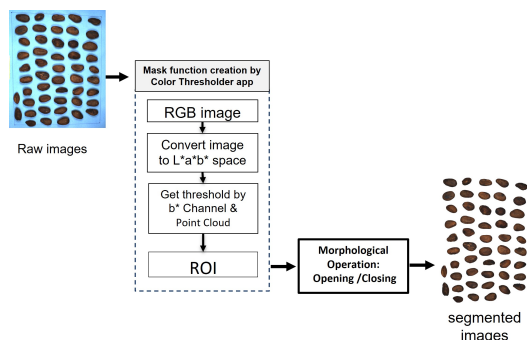 Raw images
Mask function creation by
Color Thresholder app
RGB image
Convert image
to L*a*b* space
Get threshold by
b* Channel &
Point Cloud
ROI
Morphological
Operation:
Opening /Closing
segmented
images